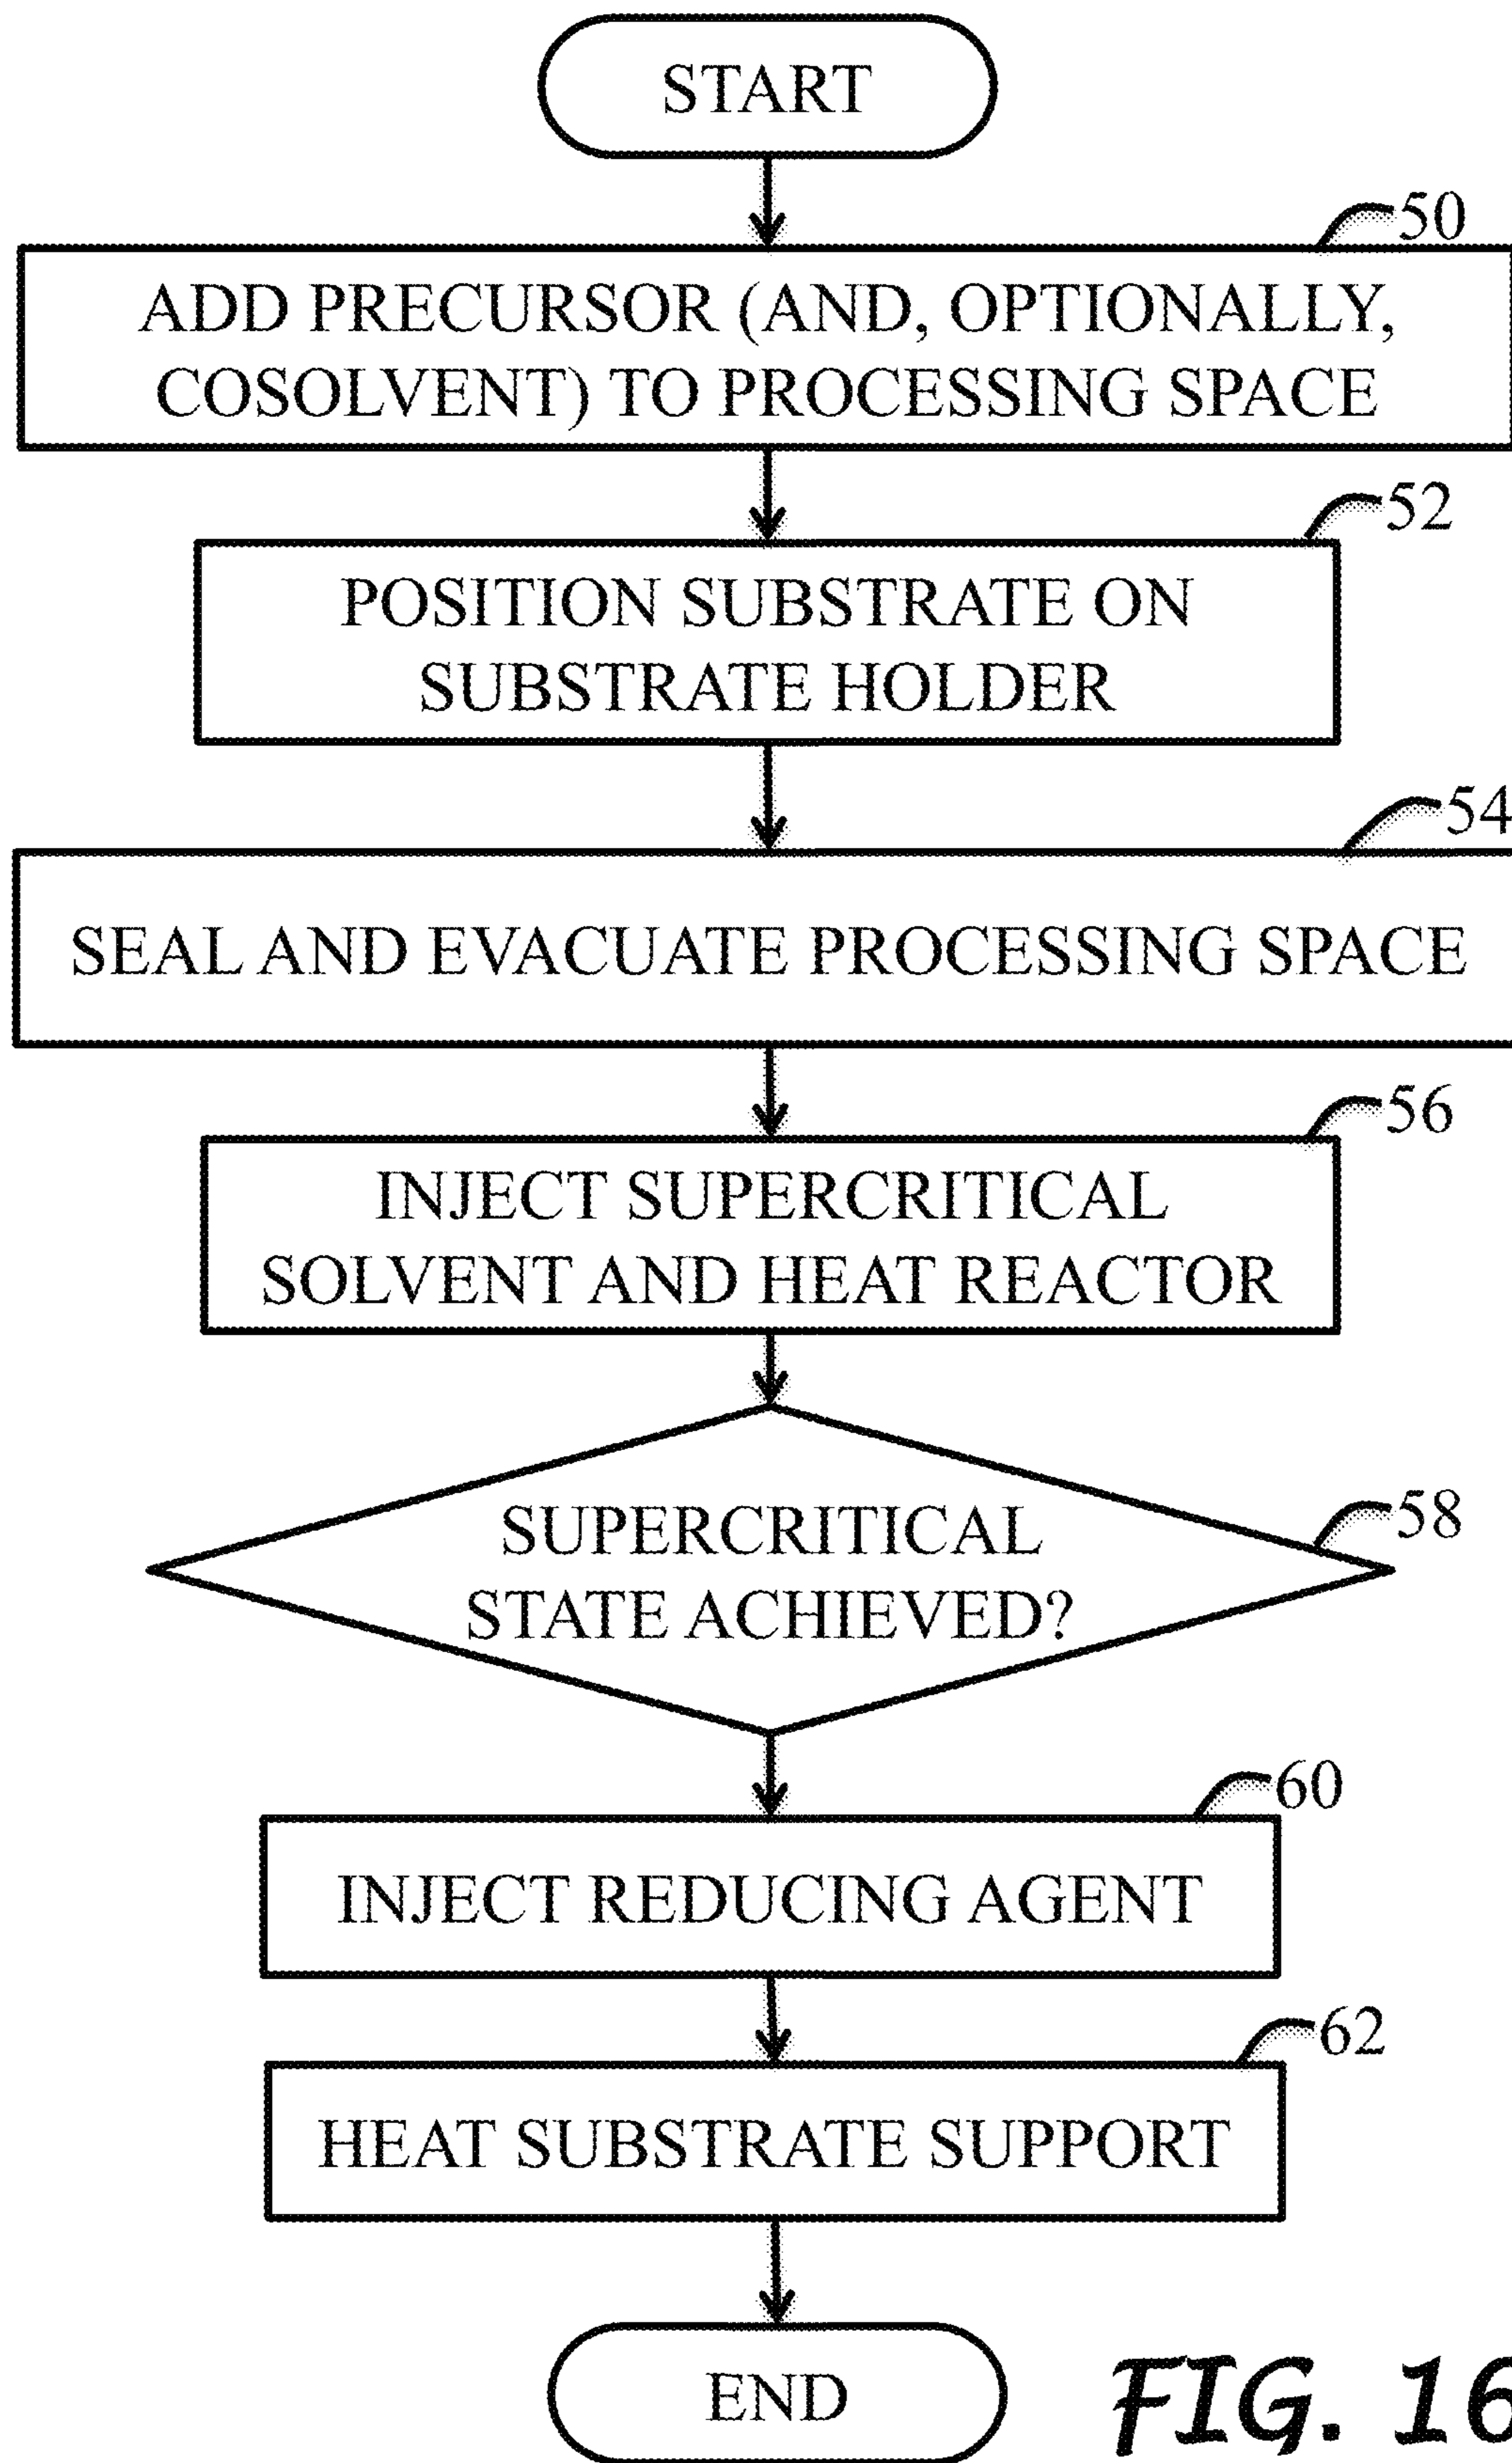 START
50
ADD PRECURSOR (AND, OPTIONALLY,
COSOLVENT) TO PROCESSING SPACE
52
POSITION SUBSTRATE ON
SUBSTRATE HOLDER
54
SEAL AND EVACUATE PROCESSING SPACE
56
INJECT SUPERCRITICAL
SOLVENT AND HEAT REACTOR
58
SUPERCRITICAL
STATE ACHIEVED?
60
INJECT REDUCING AGENT
62
HEAT SUBSTRATE SUPPORT
END
FIG. 16